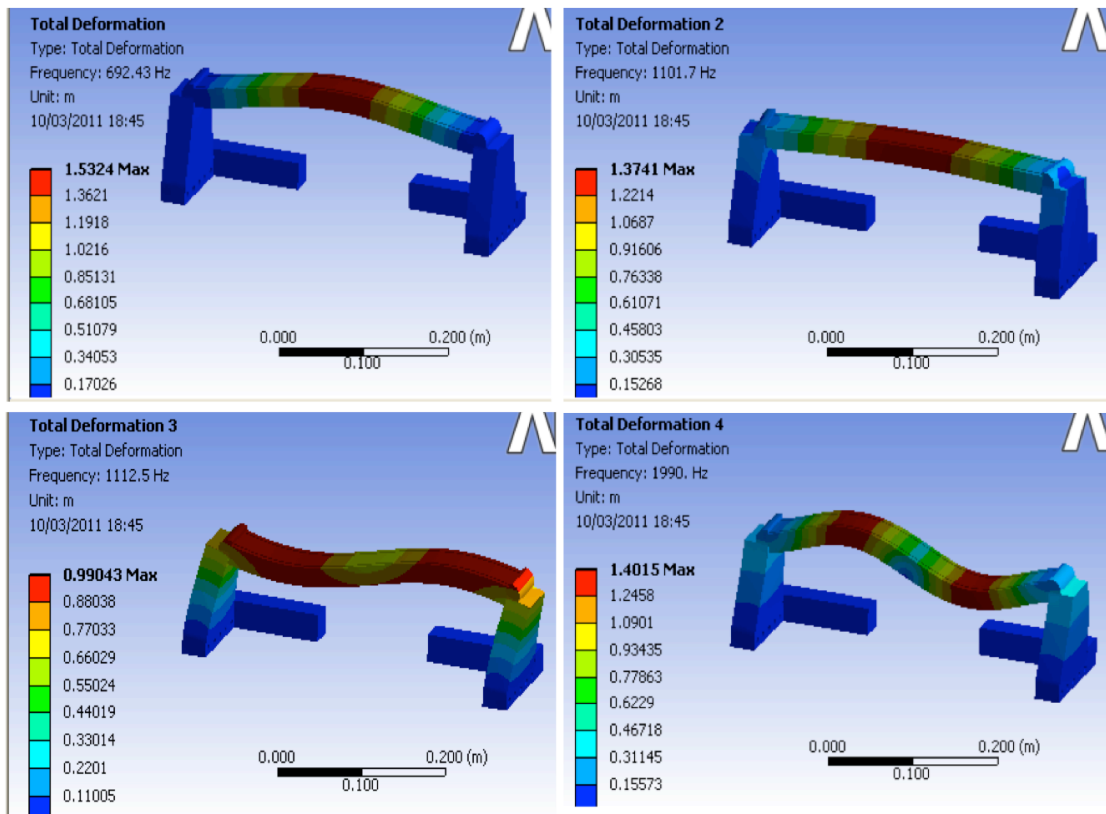 Total Deformation
Type: Total Deformation
Frequency: 692.43 Hz
Unit: m
10/03/2011 18:45
1.5324 Max
1.3621
1.1918
1.0216
0.85131
0.68105
0.51079
0.34053
0.17026
0.000
0.200 (m)
0.100
Total Deformation 2
Type: Total Deformation
Frequency: 1101.7 Hz
Unit: m
10/03/2011 18:45
1.3741 Max
1.2214
1.0687
0.91606
0.76338
0.61071
0.45803
0.30535
0.15268
0.000
0.200 (m)
0.100
Total Deformation 3
Type: Total Deformation
Frequency: 1112.5 Hz
Unit: m
10/03/2011 18:45
0.99043 Max
0.88038
0.77033
0.66029
0.55024
0.44019
0.33014
0.2201
0.11005
0.000
0.200 (m)
0.100
Total Deformation 4
Type: Total Deformation
Frequency: 1990. Hz
Unit: m
10/03/2011 18:45
1.4015 Max
1.2458
1.0901
0.93435
0.77863
0.6229
0.46718
0.31145
0.15573
0.000
0.200 (m)
0.100